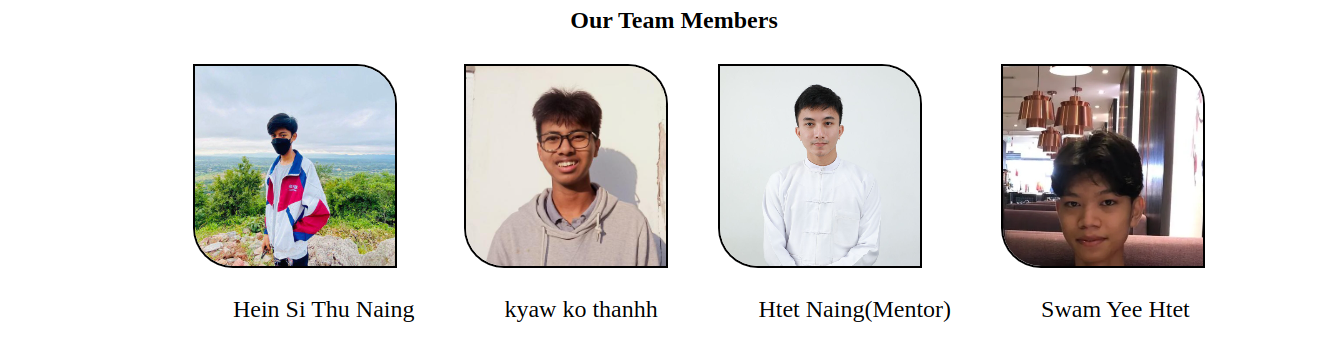 Our Team Members
Hein Si Thu Naing
kyaw ko thanhh
Htet Naing(Mentor)
Swam Yee Htet